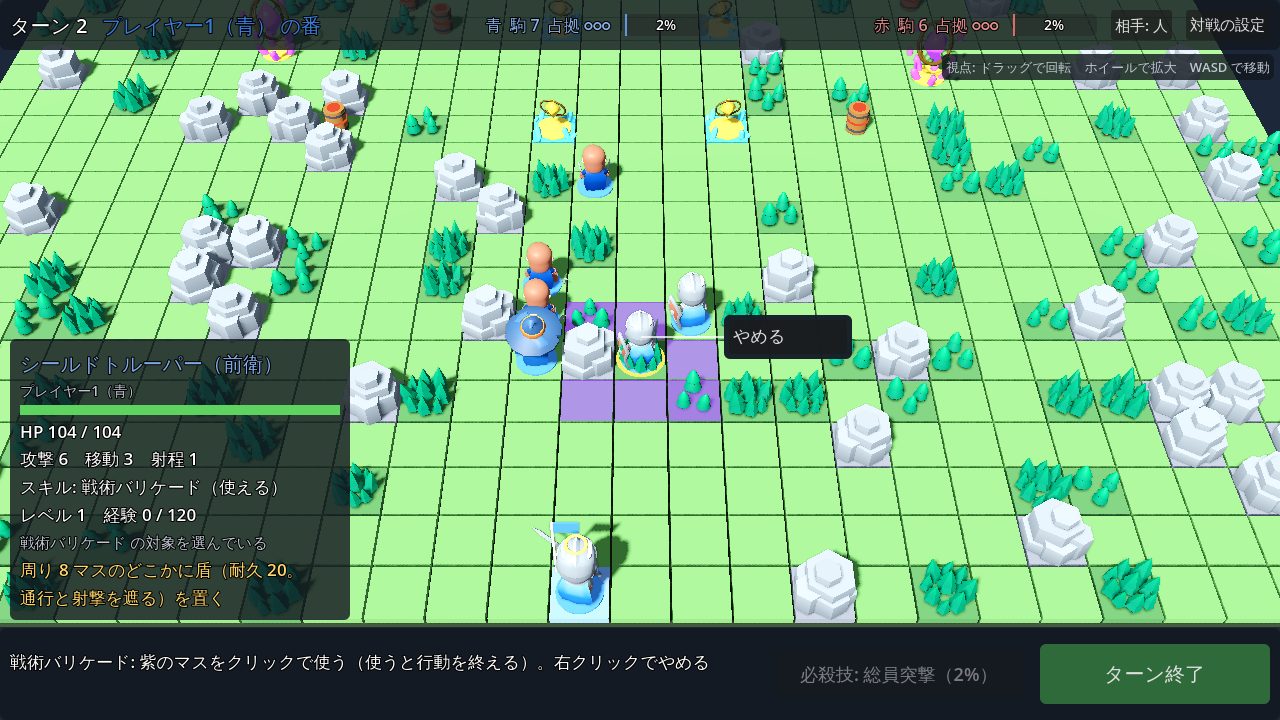 ターン 2 プレイヤー1（青）の番
青 駒 7 占拠 ○○○ 2%
赤 駒 6 占拠 ○○○ 2%
相手: 人
対戦の設定
視点: ドラッグで回転　ホイールで拡大　WASD で移動
やめる
シールドトルーパー（前衛）
プレイヤー1（青）
HP 104 / 104
攻撃 6　移動 3　射程 1
スキル: 戦術バリケード（使える）
レベル 1　経験 0 / 120
戦術バリケード の対象を選んでいる
周り 8 マスのどこかに盾（耐久 20。
通行と射撃を遮る）を置く
戦術バリケード: 紫のマスをクリックで使う（使うと行動を終える）。右クリックでやめる
必殺技: 総員突撃（2%）
ターン終了